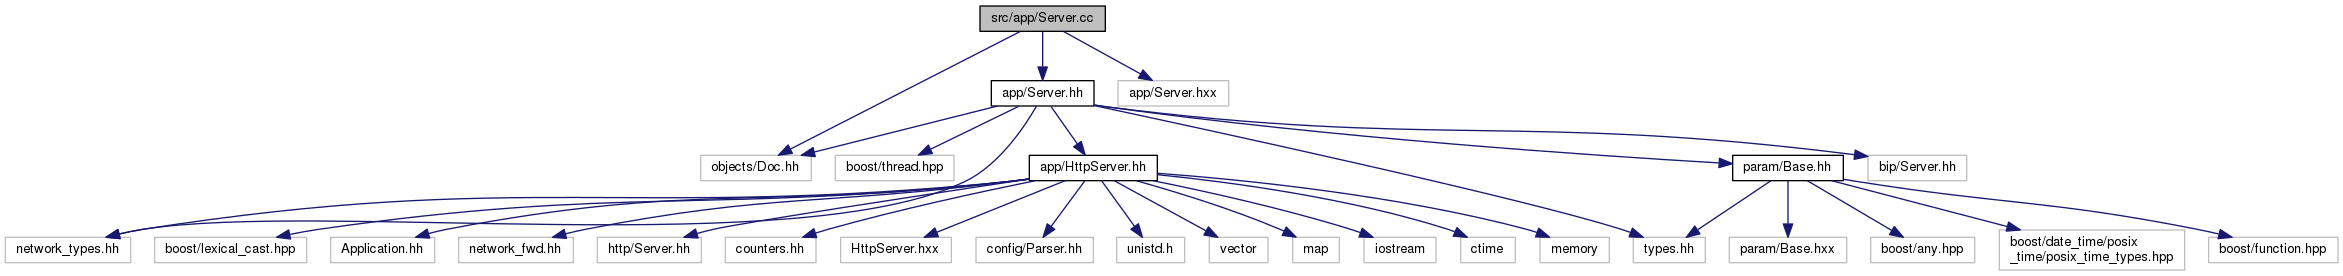 src/app/Server.cc
app/Server.hh
app/Server.hxx
objects/Doc.hh
boost/thread.hpp
app/HttpServer.hh
param/Base.hh
bip/Server.hh
network_types.hh
boost/lexical_cast.hpp
Application.hh
network_fwd.hh
http/Server.hh
counters.hh
HttpServer.hxx
config/Parser.hh
unistd.h
vector
map
iostream
ctime
memory
types.hh
param/Base.hxx
boost/any.hpp
boost/date_time/posix
_time/posix_time_types.hpp
boost/function.hpp